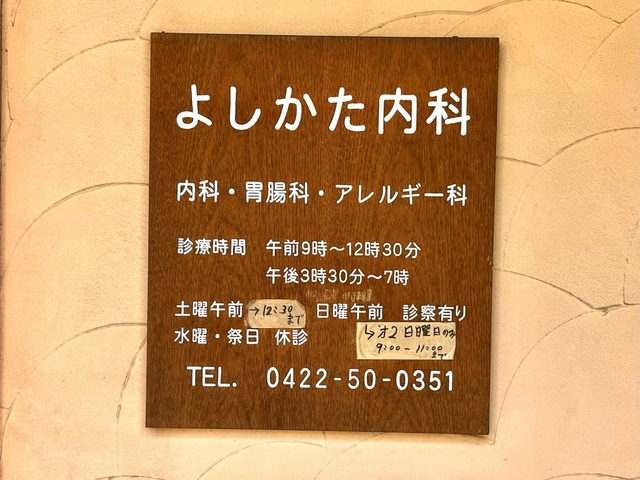 よしかた内科
内科・胃腸科・アレルギー科
診療時間 午前9時～12時30分
午後3時30分～7時
土曜午前 →12:30まで 日曜午前 診察有り
水曜・祭日 休診 ↳オ2日曜日のみ
9:00-11:00まで
TEL. 0422-50-0351